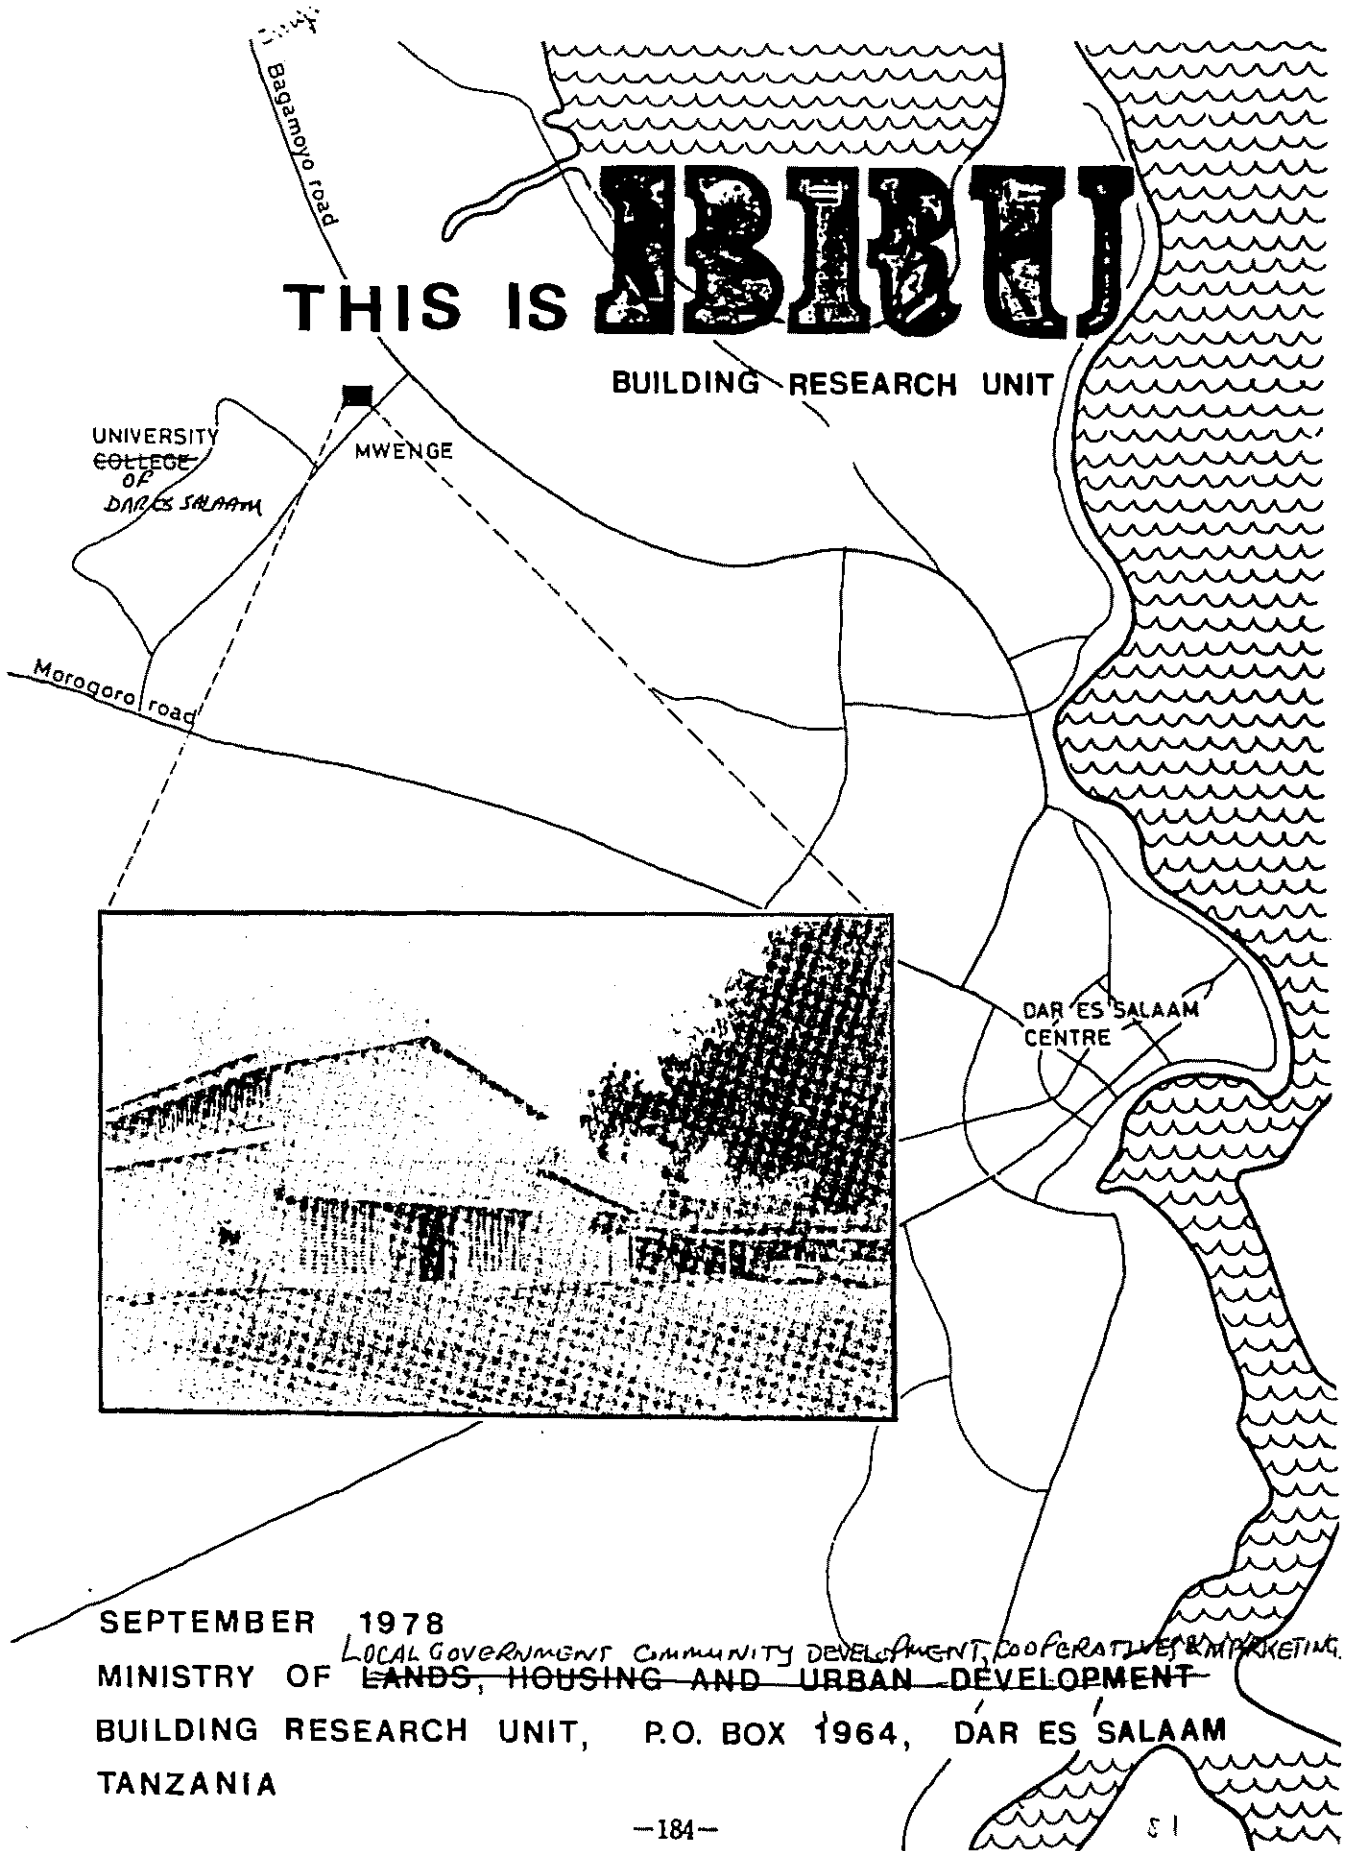 Bagamoyo road
THIS IS BRU
BUILDING RESEARCH UNIT
UNIVERSITY
COLLEGE
OF
DAR ES SALAAM
MWENGE
Morogoro road
DAR ES SALAAM
CENTRE
SEPTEMBER 1978
LOCAL GOVERNMENT COMMUNITY DEVELOPMENT, COOPERATIVES & MARKETING.
MINISTRY OF LANDS, HOUSING AND URBAN DEVELOPMENT
BUILDING RESEARCH UNIT, P.O. BOX 1964, DAR ES SALAAM
TANZANIA
—184—